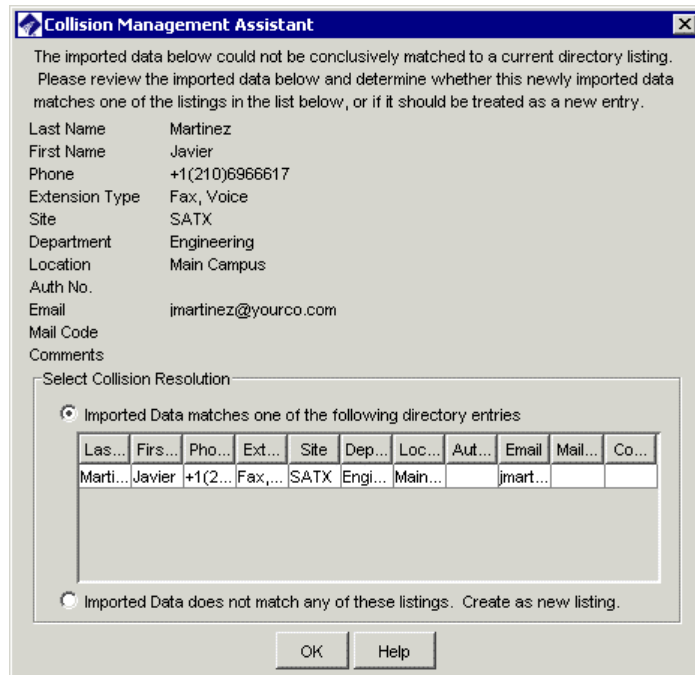 Collision Management Assistant
The imported data below could not be conclusively matched to a current directory listing.
Please review the imported data below and determine whether this newly imported data
matches one of the listings in the list below, or if it should be treated as a new entry.
Last Name Martinez
First Name Javier
Phone +1(210)6966617
Extension Type Fax, Voice
Site SATX
Department Engineering
Location Main Campus
Auth No.
Email jmartinez@yourco.com
Mail Code
Comments
Select Collision Resolution
Imported Data matches one of the following directory entries
Las... Firs... Pho... Ext... Site Dep... Loc... Aut... Email Mail... Co...
Marti... Javier +1(2... Fax,... SATX Engi... Main... jmart...
Imported Data does not match any of these listings. Create as new listing.
OK Help